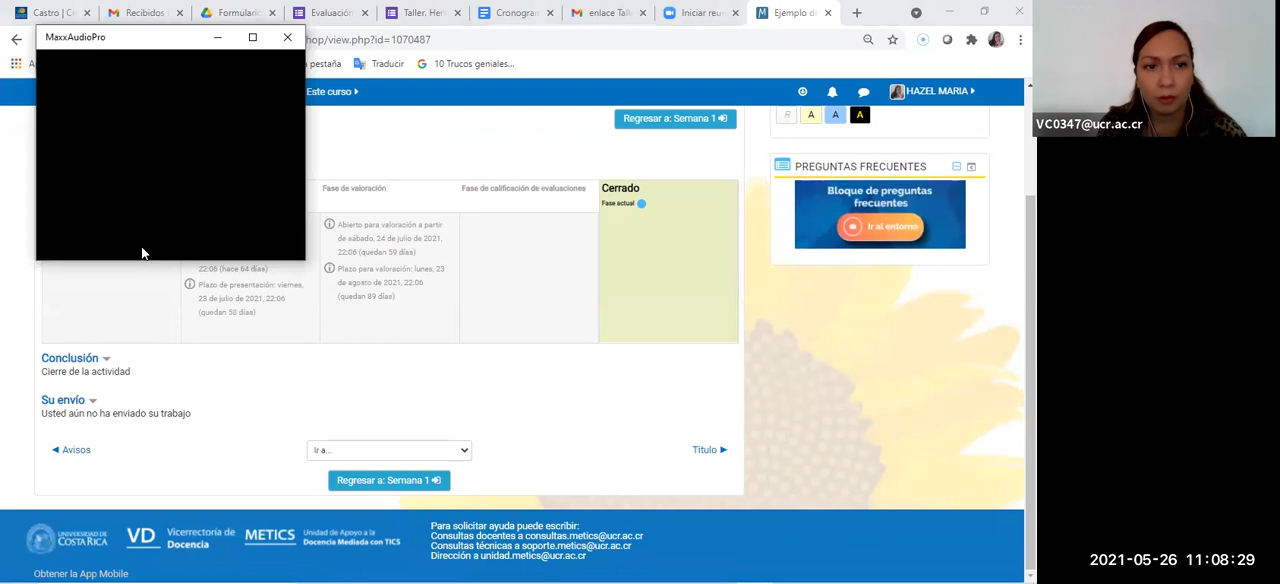 Castro | C
Recibidos
Formulario
Evaluación
Taller. Her
Cronogram
enlace Tall
Iniciar reu
Ejemplo de
MaxxAudioPro
hop/view.php?id=1070487
pestaña
Traducir
10 Trucos geniales...
Este curso
HAZEL MARIA
VC0347@ucr.ac.cr
Regresar a: Semana 1
R A A A
PREGUNTAS FRECUENTES
Bloque de preguntas
frecuentes
Ir al entorno
Fase de valoración
Fase de calificación de evaluaciones
Cerrado
Fase actual
22:06 (hace 64 días)
Plazo de presentación: viernes,
23 de julio de 2021, 22:06
(quedan 58 días)
Abierto para valoración a partir
de sábado, 24 de julio de 2021,
22:06 (quedan 59 días)
Plazo para valoración: lunes, 23
de agosto de 2021, 22:06
(quedan 89 días)
Conclusión
Cierre de la actividad
Su envío
Usted aún no ha enviado su trabajo
Avisos
Ir a...
Titulo
Regresar a: Semana 1
UNIVERSIDAD DE
COSTA RICA
VD
Vicerrectoría de
Docencia
METICS
Unidad de Apoyo a la
Docencia Mediada con TICS
Para solicitar ayuda puede escribir:
Consultas docentes a consultas.metics@ucr.ac.cr
Consultas técnicas a soporte.metics@ucr.ac.cr
Dirección a unidad.metics@ucr.ac.cr
Obtener la App Mobile
2021-05-26 11:08:29